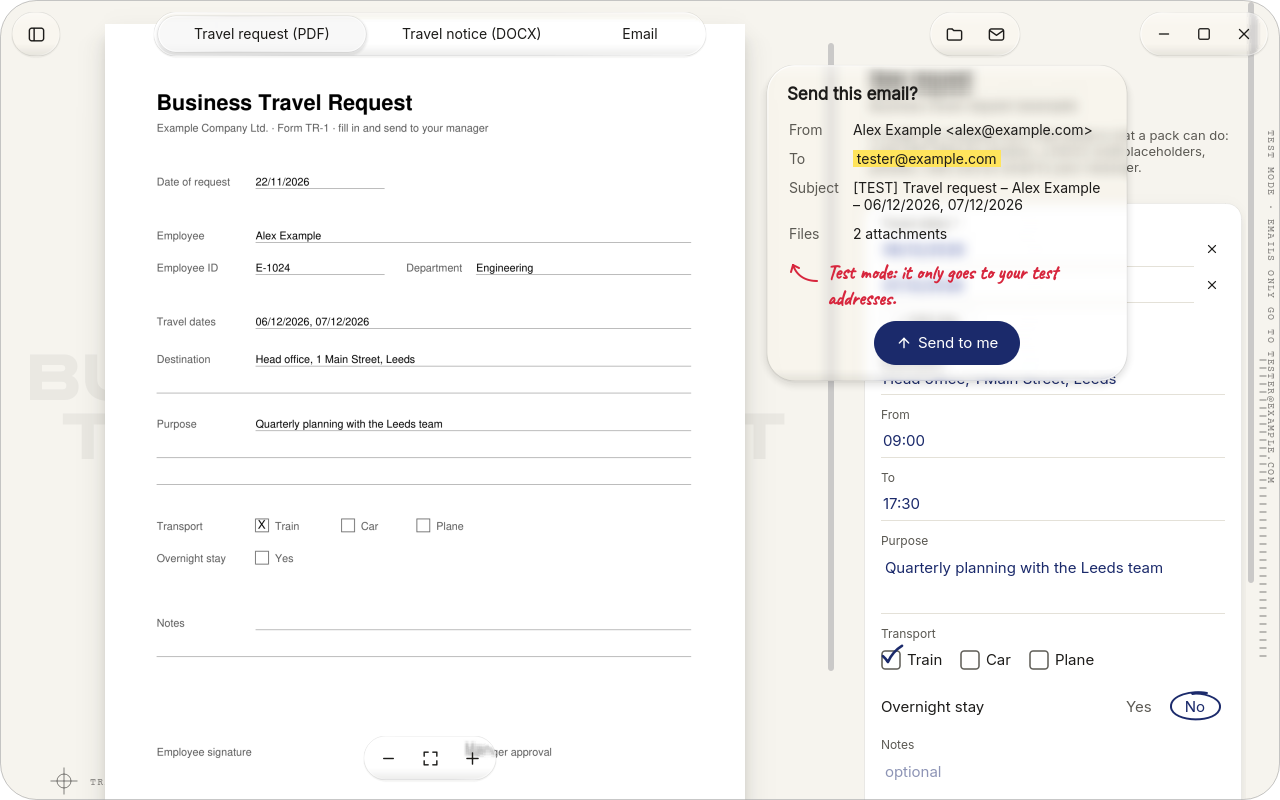 Travel request (PDF)
Travel notice (DOCX)
Email
Business Travel Request
Example Company Ltd. · Form TR-1 · fill in and send to your manager
Date of request 22/11/2026
Employee Alex Example
Employee ID E-1024 Department Engineering
Travel dates 06/12/2026, 07/12/2026
Destination Head office, 1 Main Street, Leeds
Purpose Quarterly planning with the Leeds team
Transport X Train Car Plane
Overnight stay Yes
Notes
Employee signature
ger approval
TR
Send this email?
From Alex Example <alex@example.com>
To tester@example.com
Subject [TEST] Travel request – Alex Example
– 06/12/2026, 07/12/2026
Files 2 attachments
Test mode: it only goes to your test
addresses.
Send to me
at a pack can do:
placeholders,
er.
Head office, 1 Main Street, Leeds
From
09:00
To
17:30
Purpose
Quarterly planning with the Leeds team
Transport
Train Car Plane
Overnight stay Yes No
Notes
optional
TEST MODE · EMAILS ONLY GO TO TESTER@EXAMPLE.COM